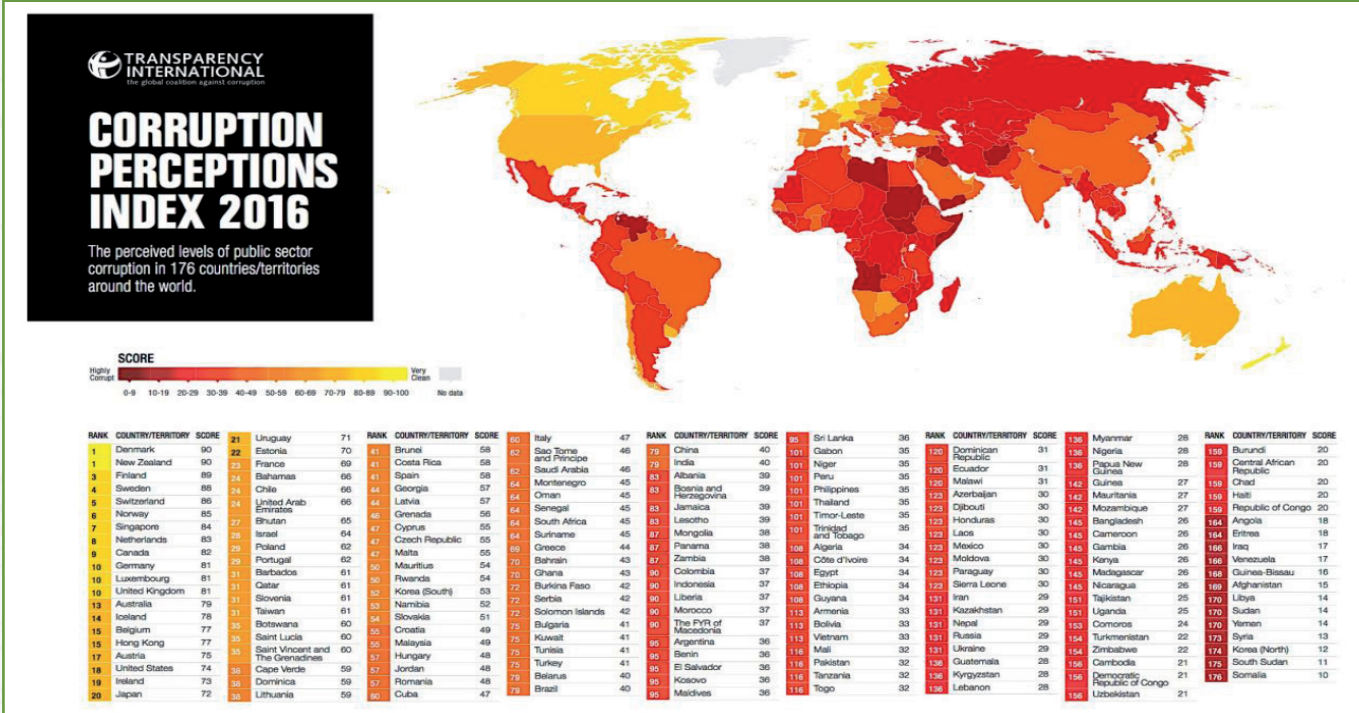 TRANSPARENCY
INTERNATIONAL
the global coalition against corruption
CORRUPTION
PERCEPTIONS
INDEX 2016
The perceived levels of public sector
corruption in 176 countries/territories
around the world.
SCORE
Highly
Corrupt
Very
Clean
0-9 10-19 20-29 30-39 40-49 50-59 60-69 70-79 80-89 90-100 No data
RANK COUNTRY/TERRITORY SCORE
1 Denmark 90
1 New Zealand 90
3 Finland 89
4 Sweden 88
5 Switzerland 86
6 Norway 85
7 Singapore 84
8 Netherlands 83
9 Canada 82
10 Germany 81
10 Luxembourg 81
10 United Kingdom 81
13 Australia 79
14 Iceland 78
15 Belgium 77
15 Hong Kong 77
17 Austria 75
18 United States 74
19 Ireland 73
20 Japan 72
21 Uruguay 71
22 Estonia 70
23 France 69
24 Bahamas 66
24 Chile 66
24 United Arab 66
Emirates
27 Bhutan 65
28 Israel 64
29 Poland 62
29 Portugal 62
31 Barbados 61
31 Qatar 61
31 Slovenia 61
31 Taiwan 61
35 Botswana 60
35 Saint Lucia 60
35 Saint Vincent and 60
The Grenadines
38 Cape Verde 59
38 Dominica 59
38 Lithuania 59
RANK COUNTRY/TERRITORY SCORE
41 Brunei 58
41 Costa Rica 58
41 Spain 58
44 Georgia 57
44 Latvia 57
46 Grenada 56
47 Cyprus 55
47 Czech Republic 55
47 Malta 55
50 Mauritius 54
50 Rwanda 54
52 Korea (South) 53
53 Namibia 52
54 Slovakia 51
55 Croatia 49
55 Malaysia 49
57 Hungary 48
57 Jordan 48
57 Romania 48
60 Cuba 47
60 Italy 47
62 Sao Tome 46
and Principe
62 Saudi Arabia 46
64 Montenegro 45
64 Oman 45
64 Senegal 45
64 South Africa 45
64 Suriname 45
69 Greece 44
70 Bahrain 43
70 Ghana 43
72 Burkina Faso 42
72 Serbia 42
72 Solomon Islands 42
75 Bulgaria 41
75 Kuwait 41
75 Tunisia 41
75 Turkey 41
79 Belarus 40
79 Brazil 40
RANK COUNTRY/TERRITORY SCORE
79 China 40
79 India 40
83 Albania 39
83 Bosnia and 39
Herzegovina
83 Jamaica 39
83 Lesotho 39
87 Mongolia 38
87 Panama 38
87 Zambia 38
90 Colombia 37
90 Indonesia 37
90 Liberia 37
90 Morocco 37
90 The FYR of 37
Macedonia
95 Argentina 36
95 Benin 36
95 El Salvador 36
95 Kosovo 36
95 Maldives 36
95 Sri Lanka 36
101 Gabon 35
101 Niger 35
101 Peru 35
101 Philippines 35
101 Thailand 35
101 Timor-Leste 35
101 Trinidad 35
and Tobago
108 Algeria 34
108 Côte d'Ivoire 34
108 Egypt 34
108 Ethiopia 34
108 Guyana 34
113 Armenia 33
113 Bolivia 33
113 Vietnam 33
116 Mali 32
116 Pakistan 32
116 Tanzania 32
116 Togo 32
RANK COUNTRY/TERRITORY SCORE
120 Dominican 31
Republic
120 Ecuador 31
120 Malawi 31
123 Azerbaijan 30
123 Djibouti 30
123 Honduras 30
123 Laos 30
123 Mexico 30
123 Moldova 30
123 Paraguay 30
123 Sierra Leone 30
131 Iran 29
131 Kazakhstan 29
131 Nepal 29
131 Russia 29
131 Ukraine 29
136 Guatemala 28
136 Kyrgyzstan 28
136 Lebanon 28
136 Myanmar 28
136 Nigeria 28
136 Papua New 28
Guinea
142 Guinea 27
142 Mauritania 27
142 Mozambique 27
145 Bangladesh 26
145 Cameroon 26
145 Gambia 26
145 Kenya 26
145 Madagascar 26
145 Nicaragua 26
151 Tajikistan 25
151 Uganda 25
153 Comoros 24
154 Turkmenistan 22
154 Zimbabwe 22
156 Cambodia 21
156 Democratic 21
Republic of Congo
156 Uzbekistan 21
RANK COUNTRY/TERRITORY SCORE
159 Burundi 20
159 Central African 20
Republic
159 Chad 20
159 Haiti 20
159 Republic of Congo 20
164 Angola 18
164 Eritrea 18
166 Iraq 17
166 Venezuela 17
168 Guinea-Bissau 16
169 Afghanistan 15
170 Libya 14
170 Sudan 14
170 Yemen 14
173 Syria 13
174 Korea (North) 12
175 South Sudan 11
176 Somalia 10